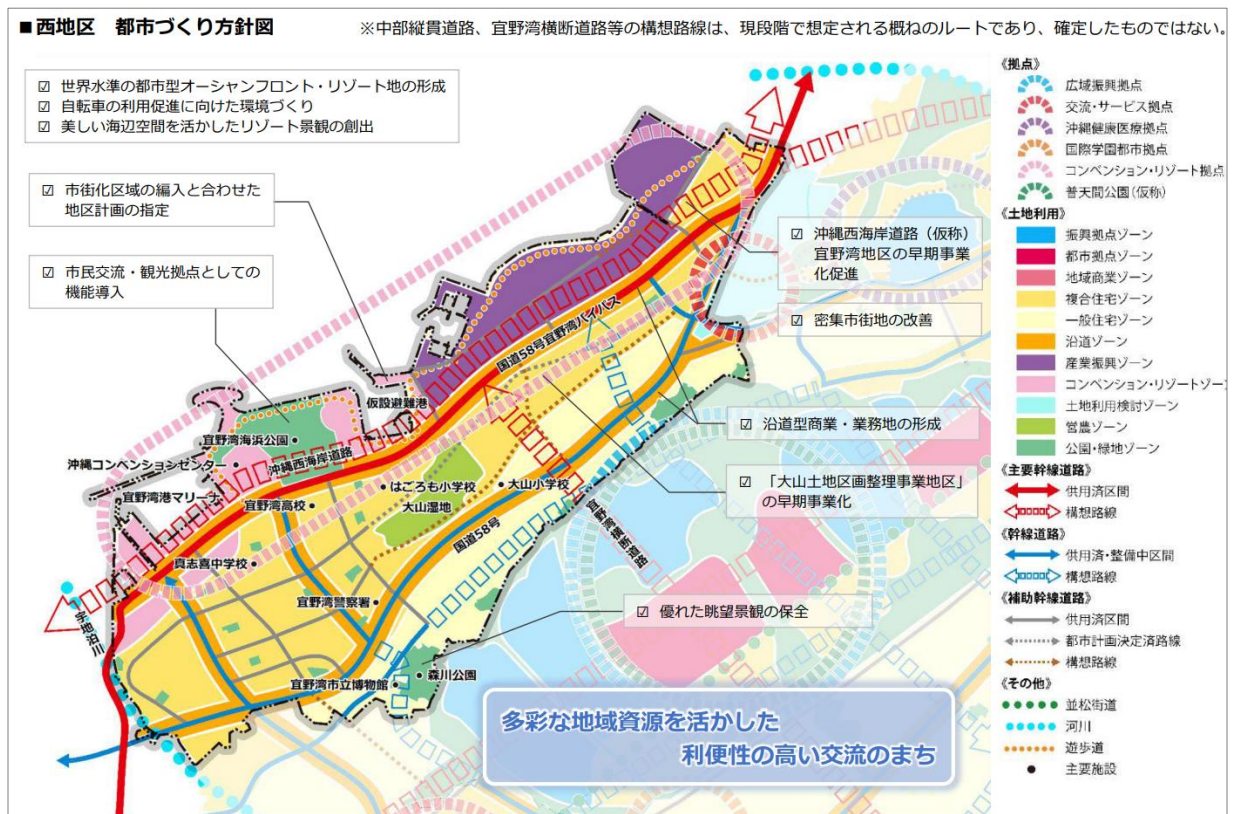 ■西地区 都市づくり方針図
※中部縦貫道路、宜野湾横断道路等の構想路線は、現段階で想定される概ねのルートであり、確定したものではない。
☑ 世界水準の都市型オーシャンフロント・リゾート地の形成
☑ 自転車の利用促進に向けた環境づくり
☑ 美しい海辺空間を活かしたリゾート景観の創出
☑ 市街化区域の編入と合わせた
地区計画の指定
☑ 市民交流・観光拠点としての
機能導入
☑ 沖縄西海岸道路（仮称）
宜野湾地区の早期事業
化促進
☑ 密集市街地の改善
☑ 沿道型商業・業務地の形成
☑ 「大山土地区画整理事業地区」
の早期事業化
☑ 優れた眺望景観の保全
国道58号宜野湾バイパス
仮設避難港
宜野湾海浜公園
沖縄コンベンションセンター
沖縄西海岸道路
宜野湾港マリーナ
宜野湾高校
はごろも小学校
大山湿地
大山小学校
国道58号
宜野湾横断道路
真志喜中学校
宜野湾警察署
宇地泊川
宜野湾市立博物館
森川公園
多彩な地域資源を活かした
利便性の高い交流のまち
《拠点》
広域振興拠点
交流・サービス拠点
沖縄健康医療拠点
国際学園都市拠点
コンベンション・リゾート拠点
普天間公園（仮称）
《土地利用》
振興拠点ゾーン
都市拠点ゾーン
地域商業ゾーン
複合住宅ゾーン
一般住宅ゾーン
沿道ゾーン
産業振興ゾーン
コンベンション・リゾートゾー
土地利用検討ゾーン
営農ゾーン
公園・緑地ゾーン
《主要幹線道路》
供用済区間
構想路線
《幹線道路》
供用済・整備中区間
構想路線
《補助幹線道路》
供用済区間
都市計画決定済路線
構想路線
《その他》
並松街道
河川
遊歩道
主要施設